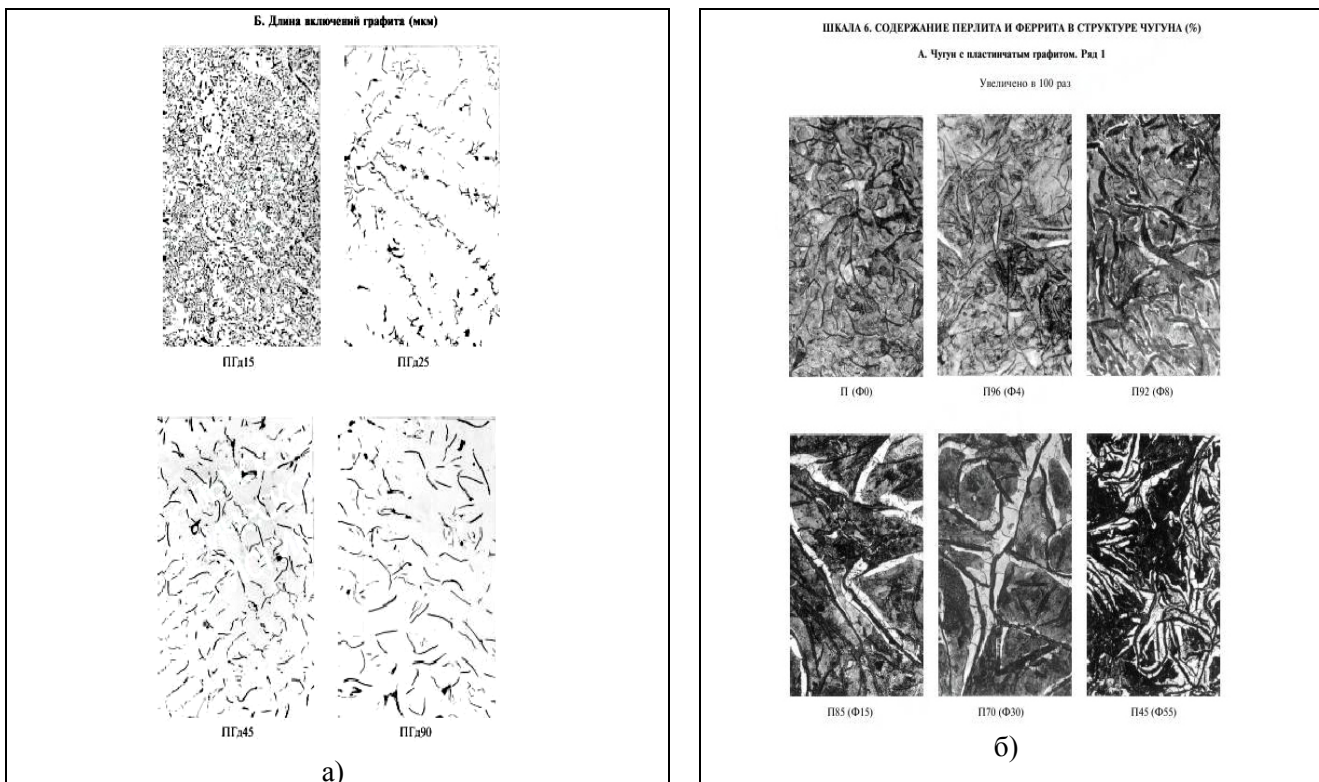 Б. Длина включений графита (мкм)
ПГд15 ПГд25
ПГд45 ПГд90
а)
ШКАЛА 6. СОДЕРЖАНИЕ ПЕРЛИТА И ФЕРРИТА В СТРУКТУРЕ ЧУГУНА (%)
А. Чугун с пластинчатым графитом. Ряд 1
Увеличено в 100 раз
П (Ф0) П96 (Ф4) П92 (Ф8)
П85 (Ф15) П70 (Ф30) П45 (Ф55)
б)